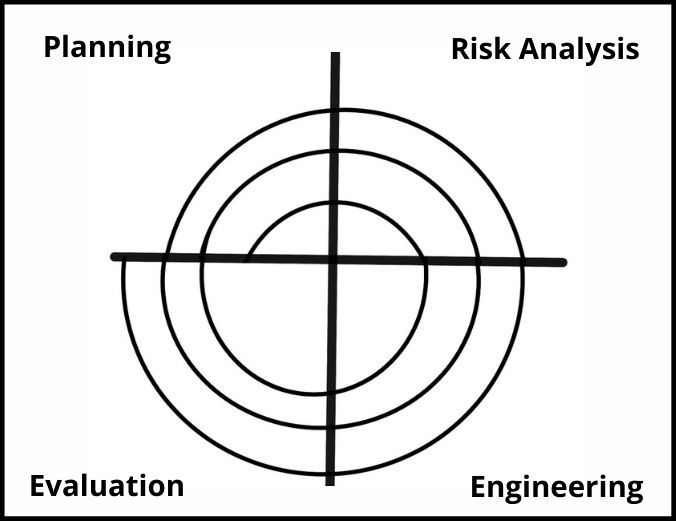 Planning
Risk Analysis
Evaluation
Engineering